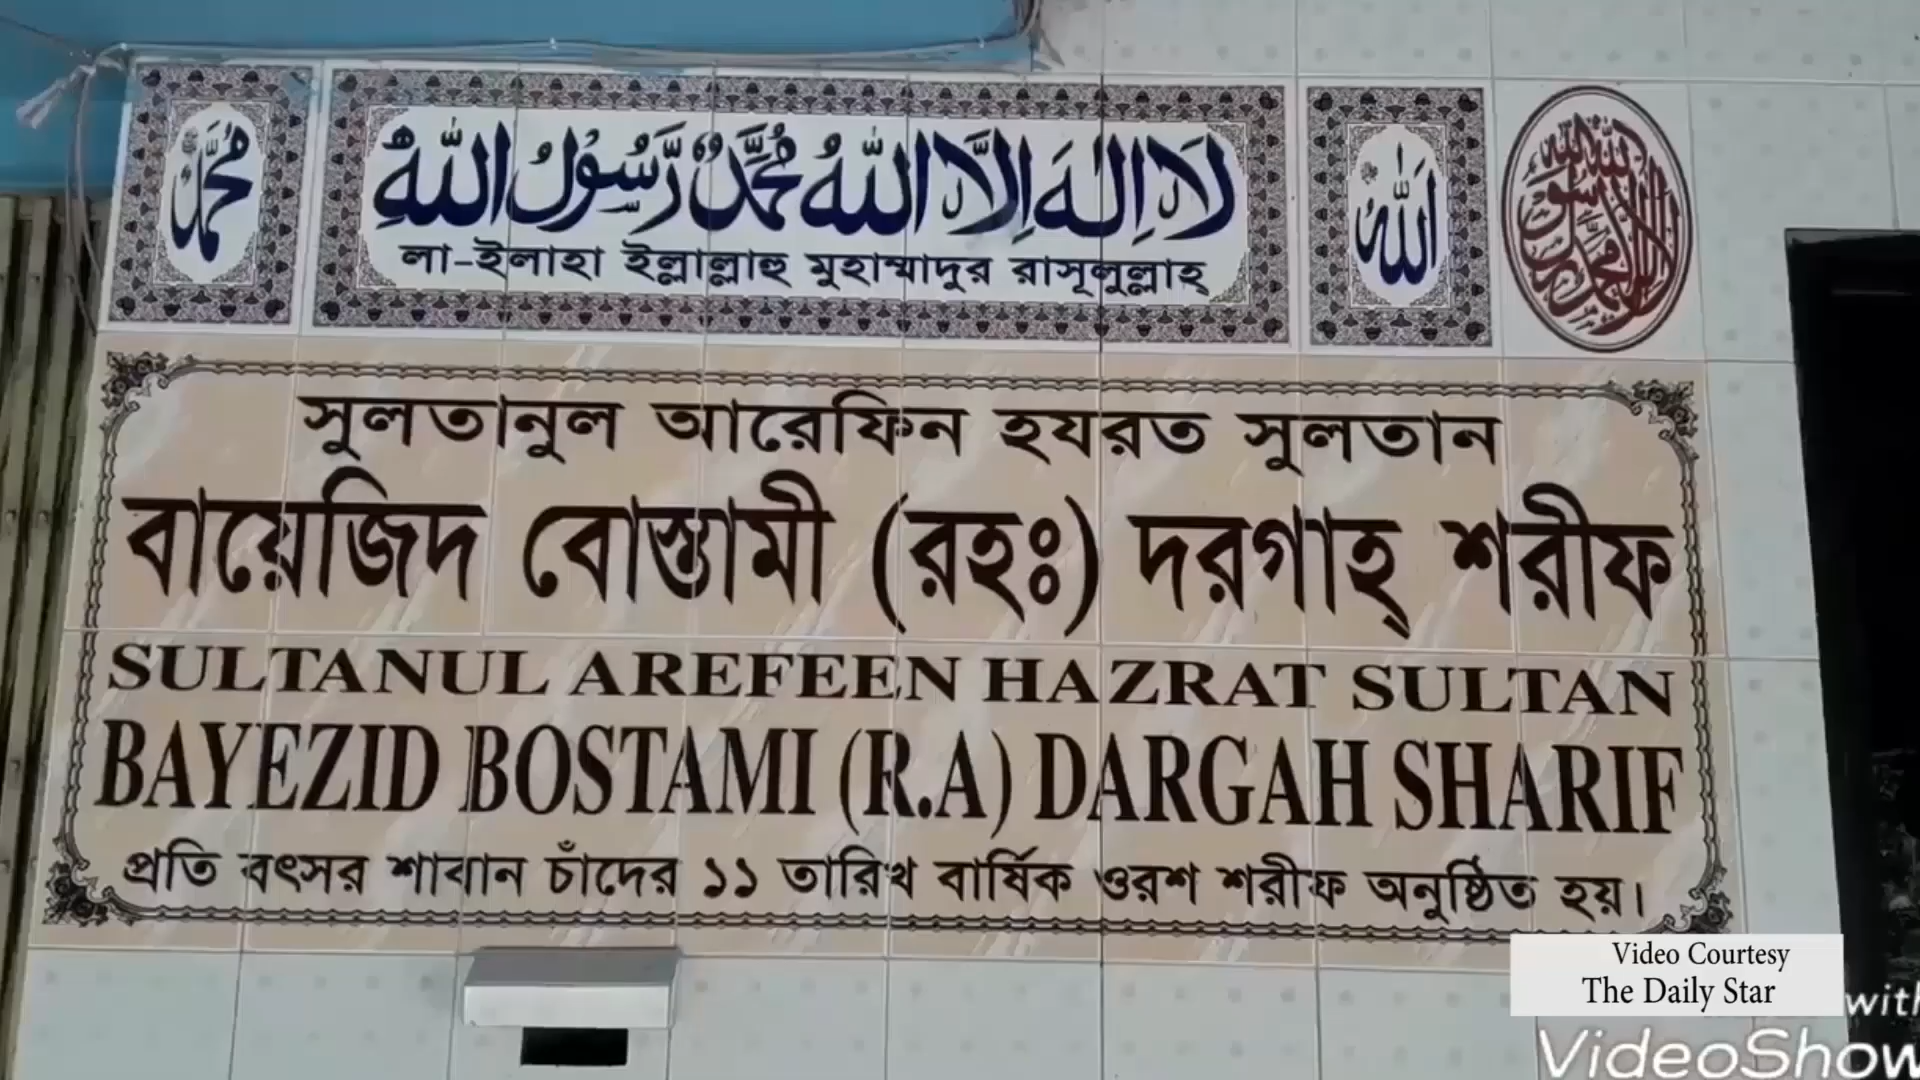 مُحَمَّد
لَا اِلٰهَ اِلَّا اللّٰهُ مُحَمَّدٌ رَّسُوْلُ اللّٰهِ
اللّٰهُ
লা-ইলাহা ইল্লাল্লাহু মুহাম্মাদুর রাসূলুল্লাহ্
সুলতানুল আরেফিন হযরত সুলতান
বায়েজিদ বোস্তামী (রহঃ) দরগাহ্ শরীফ
SULTANUL AREFEEN HAZRAT SULTAN
BAYEZID BOSTAMI (R.A) DARGAH SHARIF
প্রতি বৎসর শাবান চাঁদের ১১ তারিখ বার্ষিক ওরশ শরীফ অনুষ্ঠিত হয়।
Video Courtesy
The Daily Star
with
VideoShow